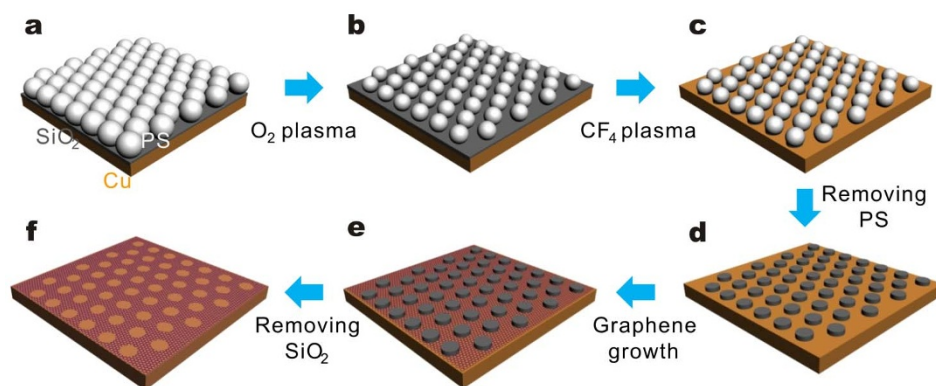 a
b
c
O₂ plasma
CF₄ plasma
SiO₂
PS
Cu
Removing
PS
f
e
d
Removing
SiO₂
Graphene
growth